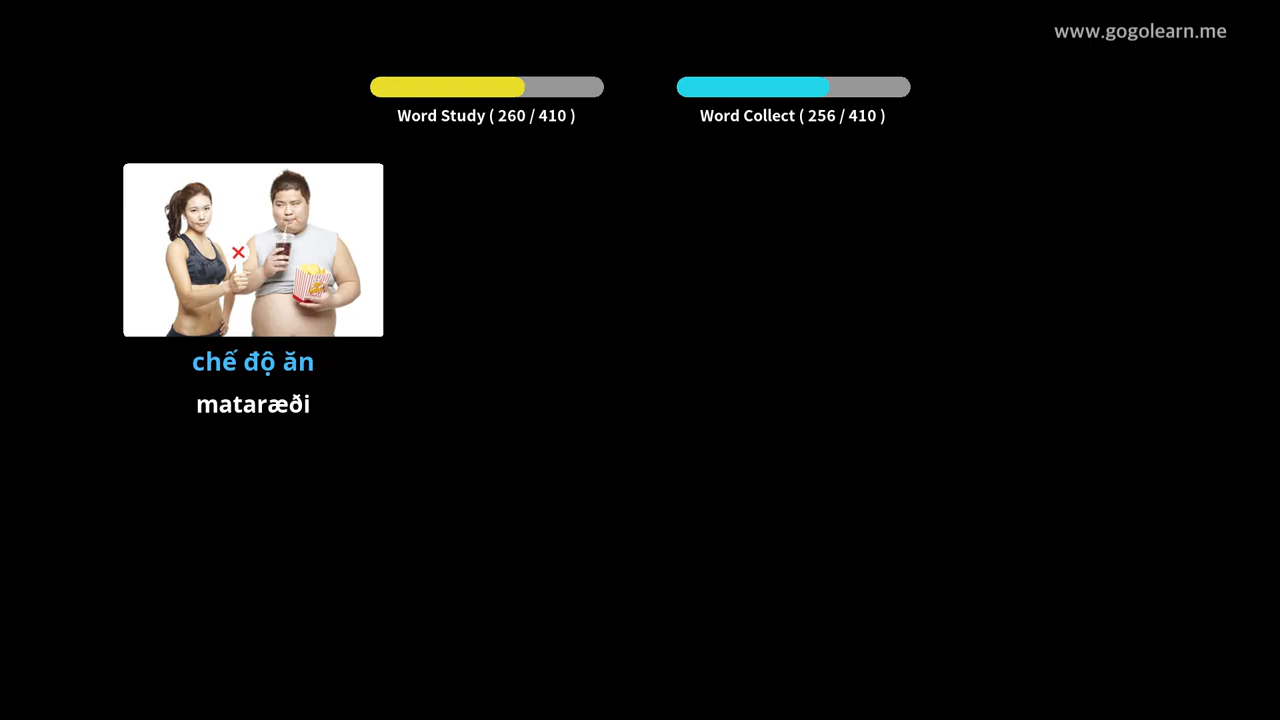 www.gogolearn.me
Word Study ( 260 / 410 )
Word Collect ( 256 / 410 )
chế độ ăn
mataræði